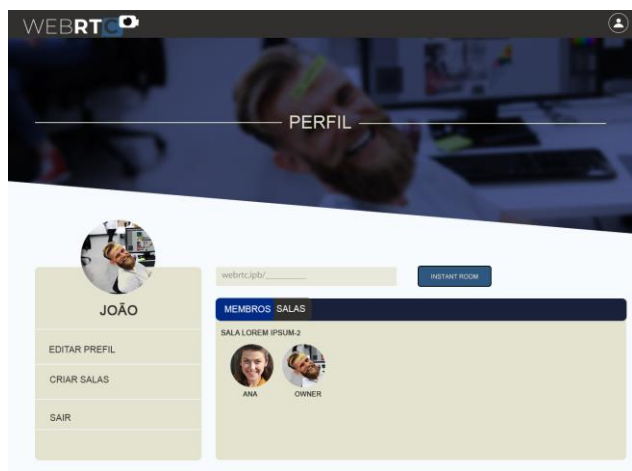 WEBRTC
PERFIL
webrtc.ipb/_________
INSTANT ROOM
JOÃO
MEMBROS SALAS
SALA LOREM IPSUM-2
EDITAR PREFIL
CRIAR SALAS
ANA OWNER
SAIR